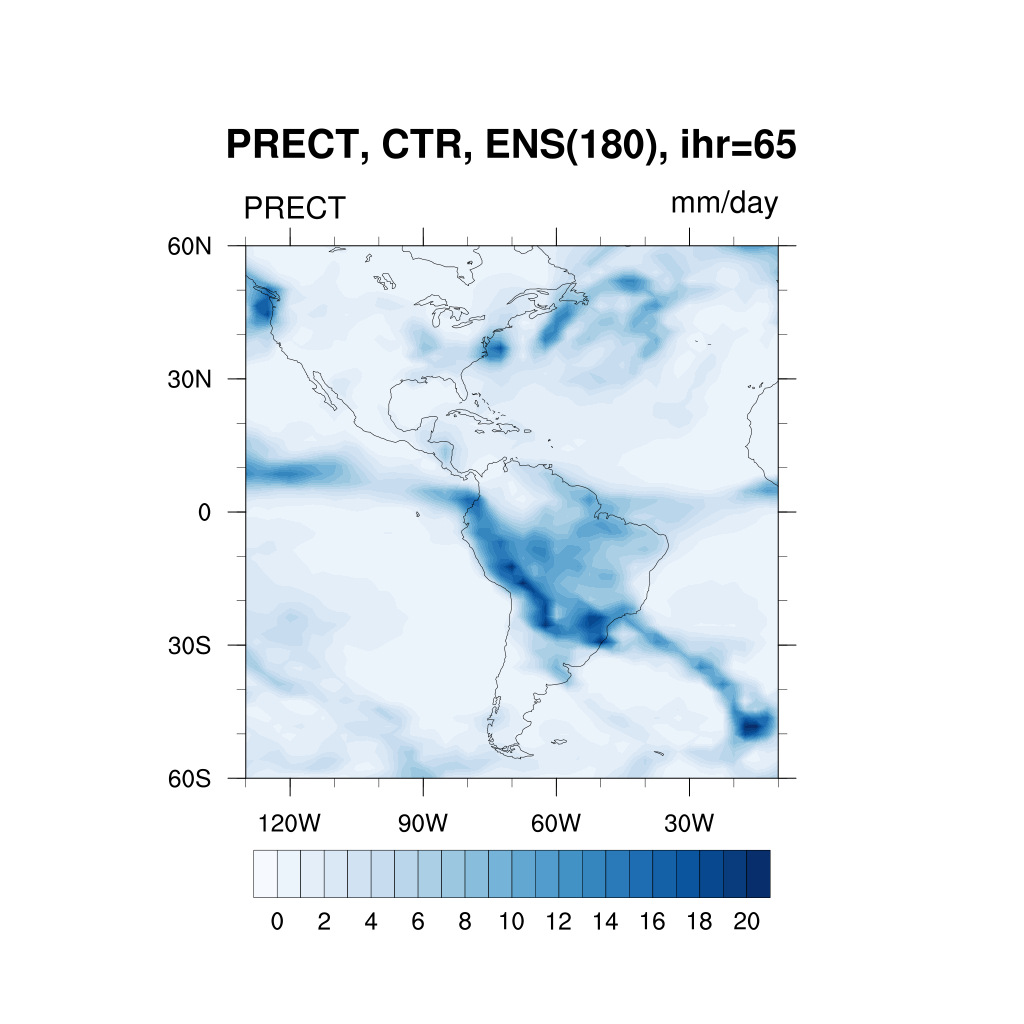 PRECT, CTR, ENS(180), ihr=65
PRECT mm/day
60N
30N
0
30S
60S
120W 90W 60W 30W
0 2 4 6 8 10 12 14 16 18 20